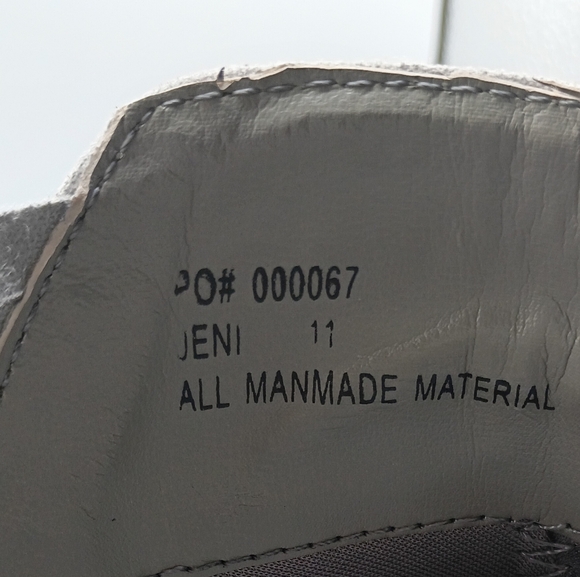 PO# 000067
JENI 11
ALL MANMADE MATERIAL